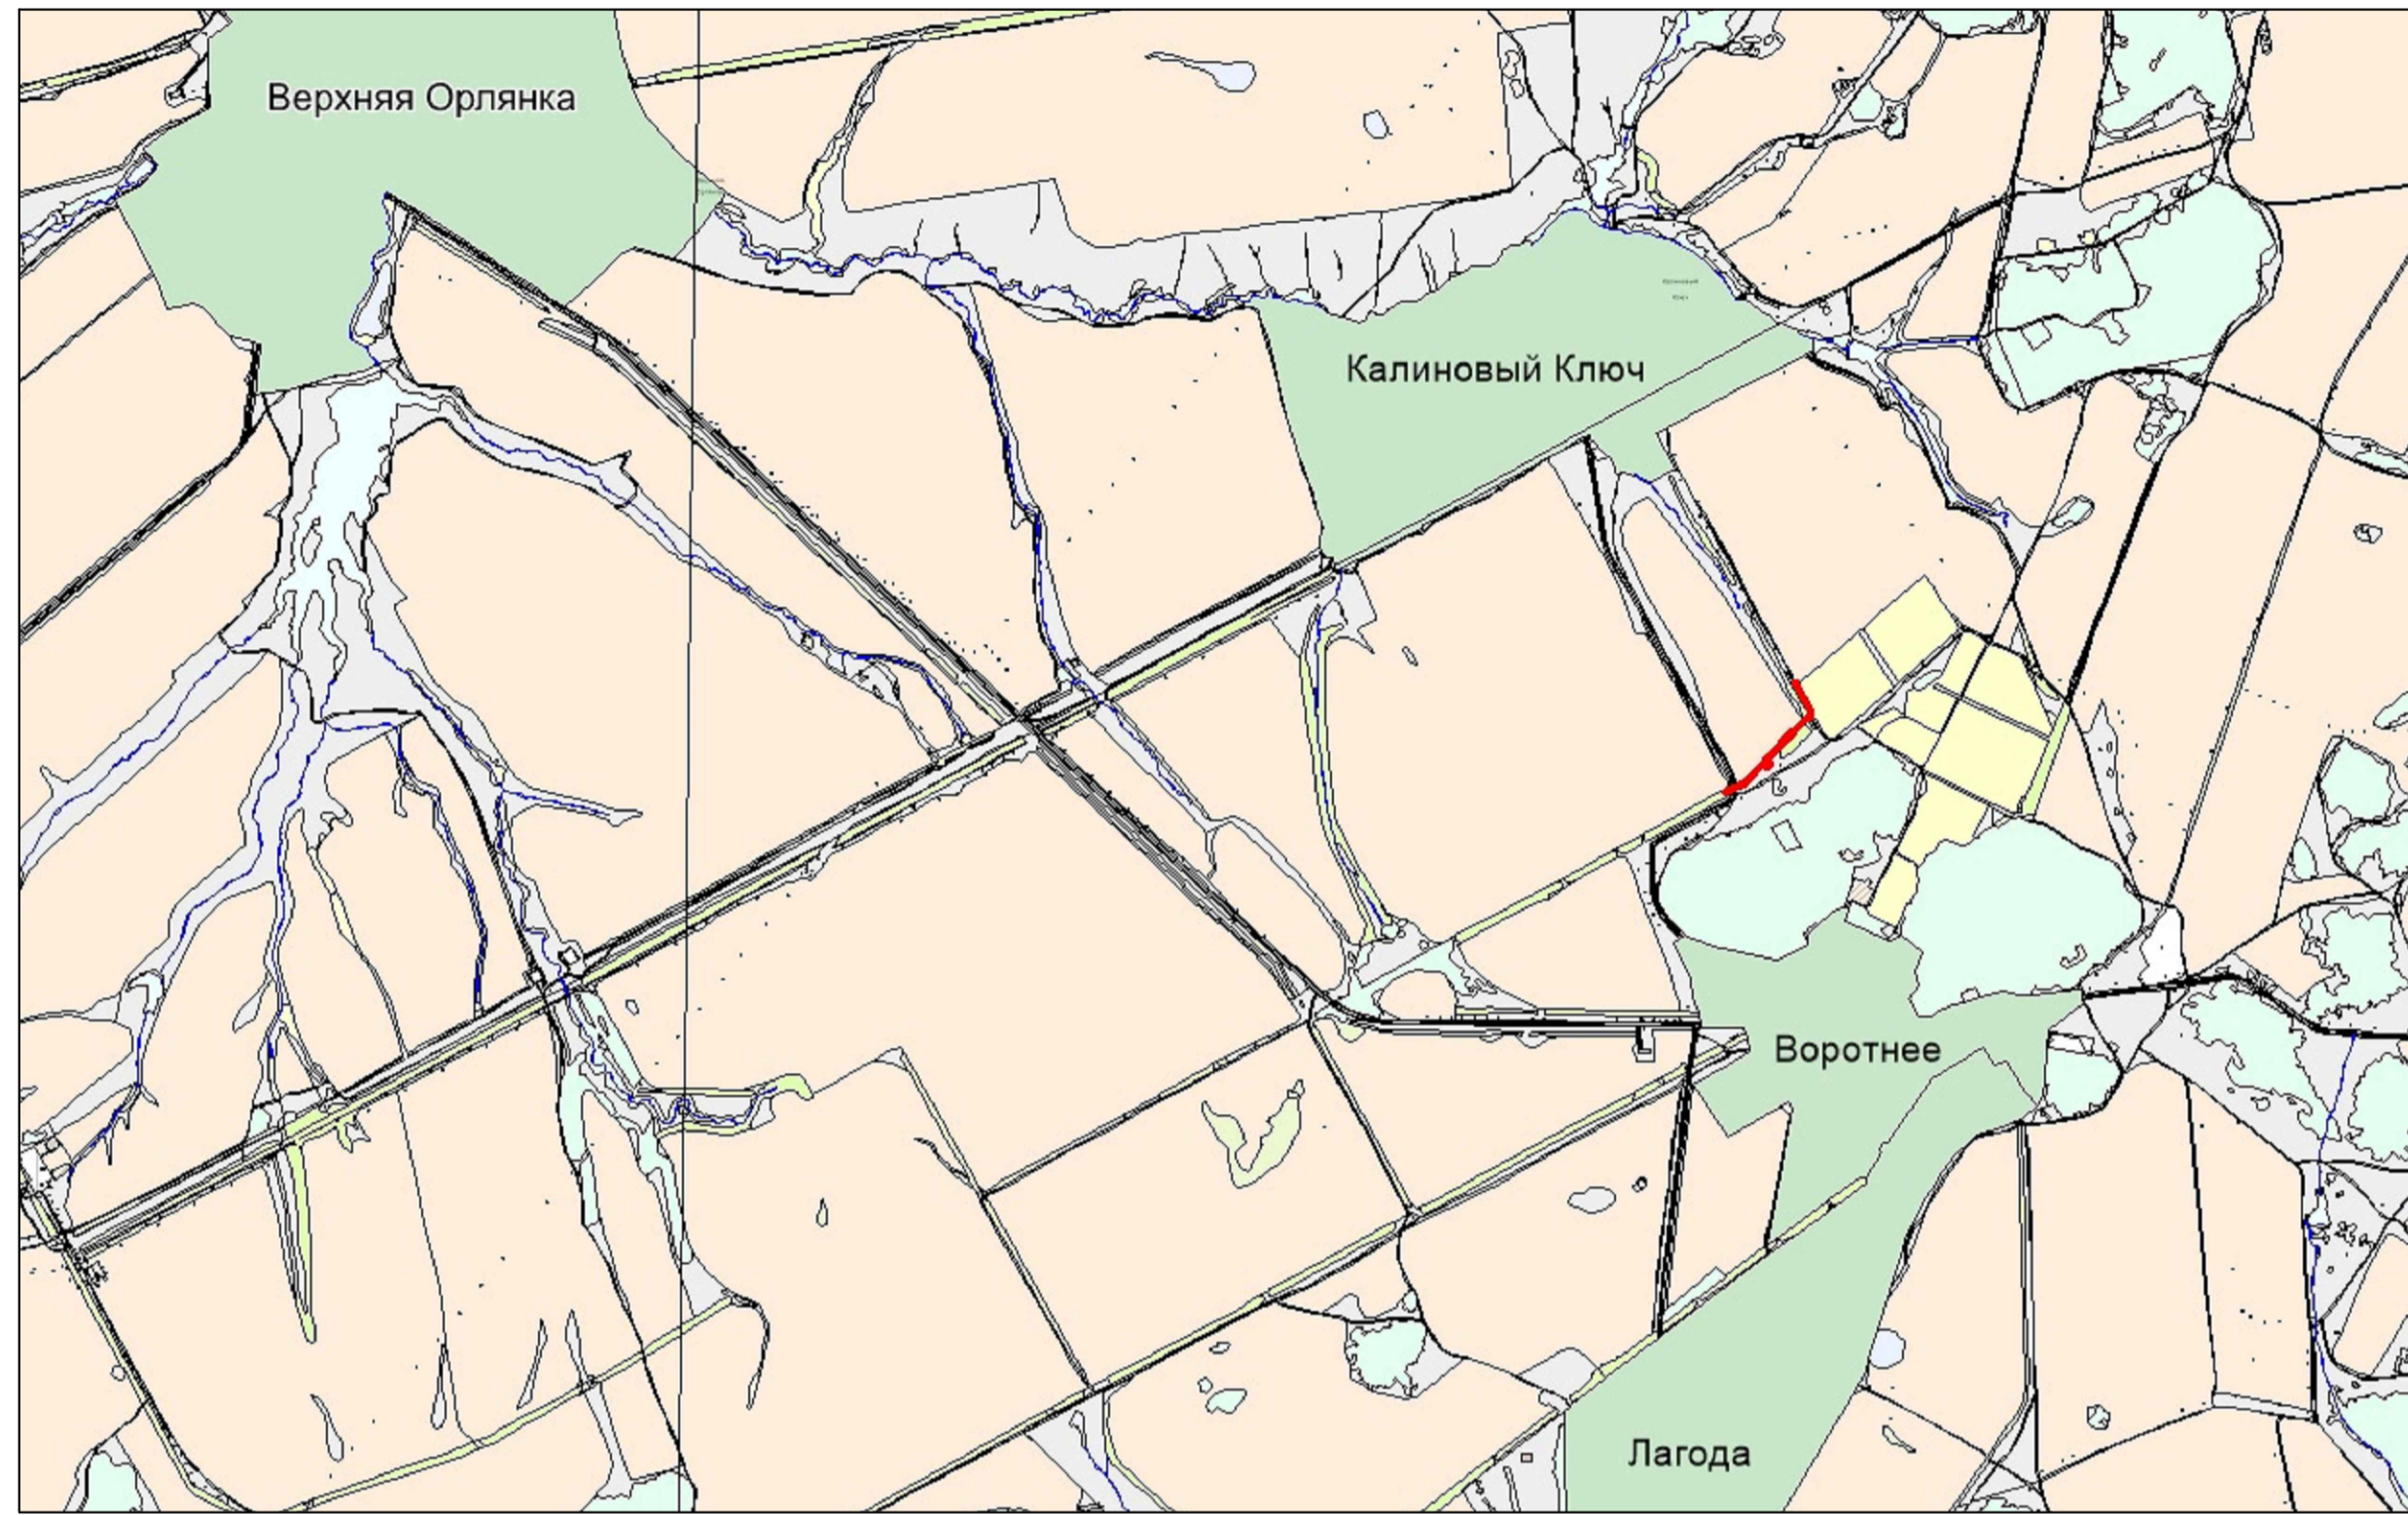 Верхняя Орлянка
Калиновый Ключ
Воротнее
Лагода